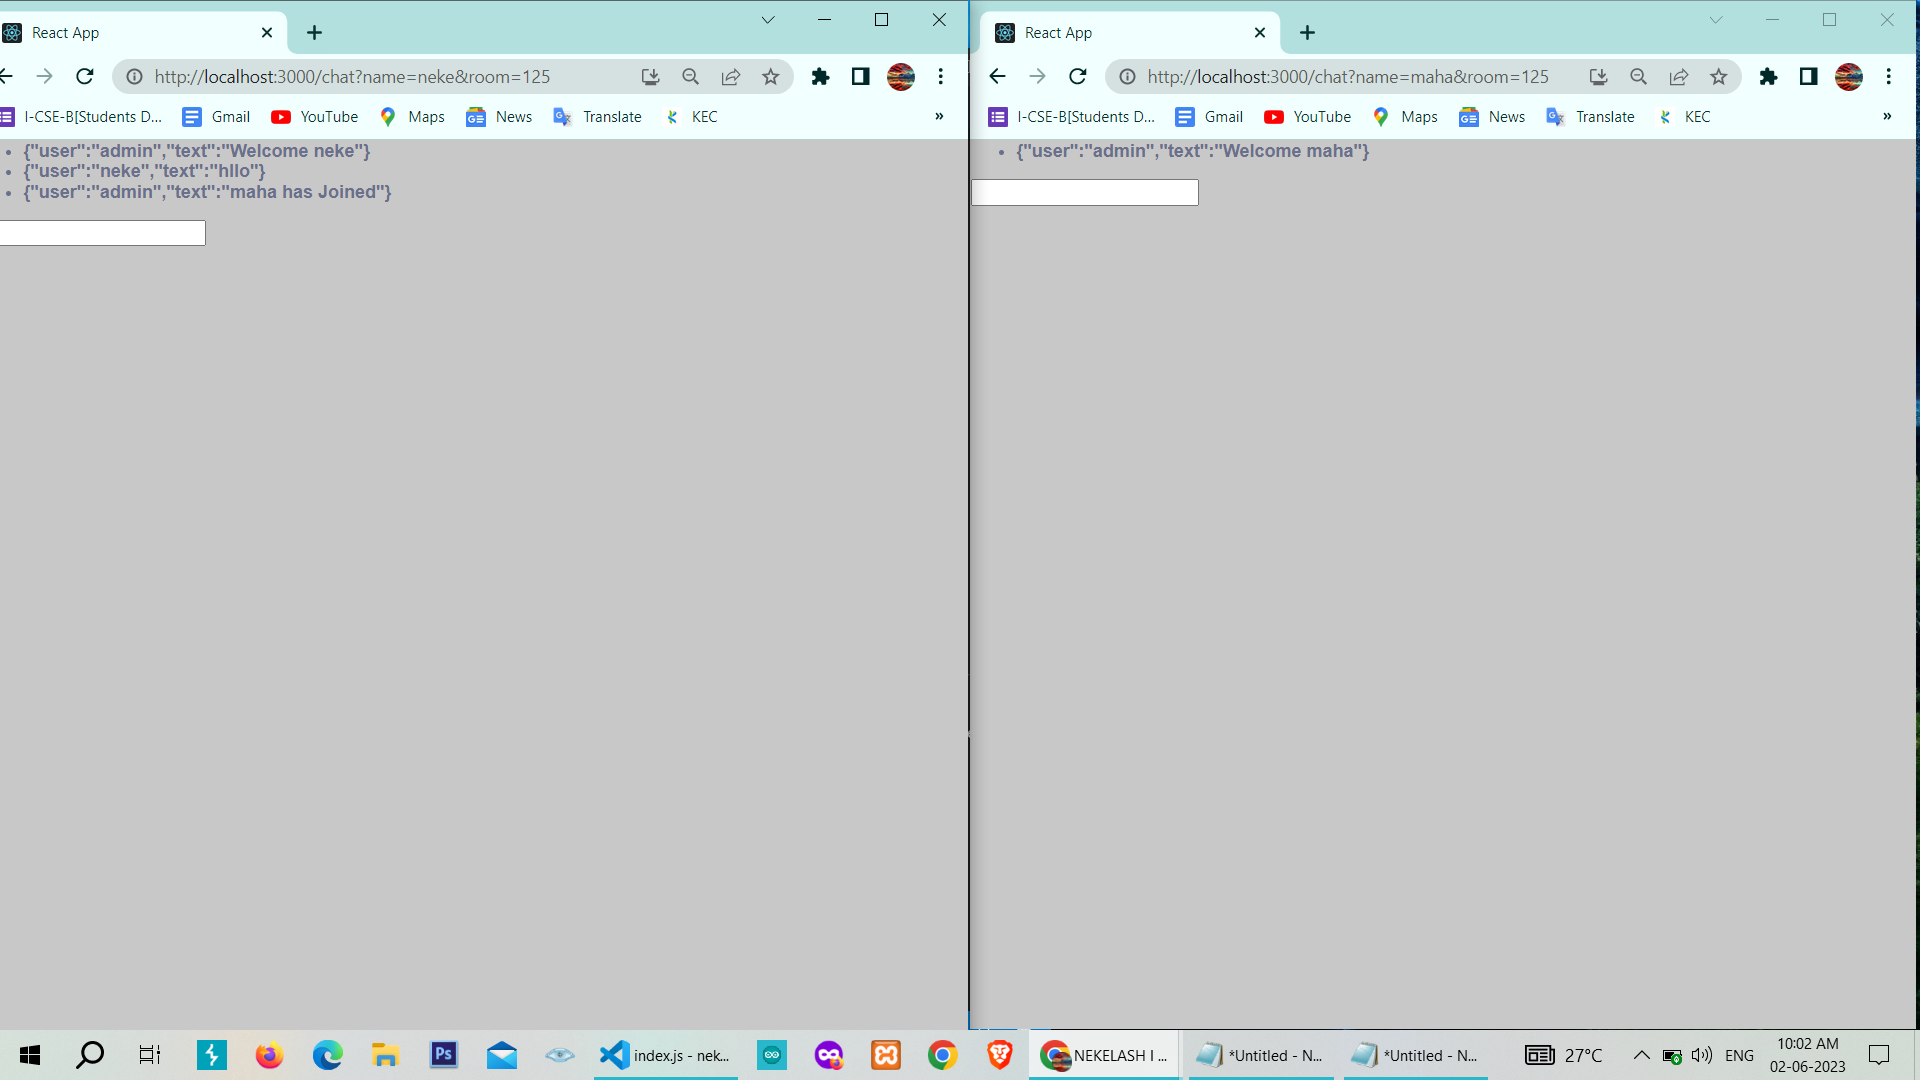 React App
http://localhost:3000/chat?name=neke&room=125
I-CSE-B[Students D... Gmail YouTube Maps News Translate KEC »
{"user":"admin","text":"Welcome neke"}
{"user":"neke","text":"hllo"}
{"user":"admin","text":"maha has Joined"}
React App
http://localhost:3000/chat?name=maha&room=125
I-CSE-B[Students D... Gmail YouTube Maps News Translate KEC »
{"user":"admin","text":"Welcome maha"}
Ps index.js - nek... NEKELASH I ... *Untitled - N... *Untitled - N... 27°C ENG 10:02 AM
02-06-2023